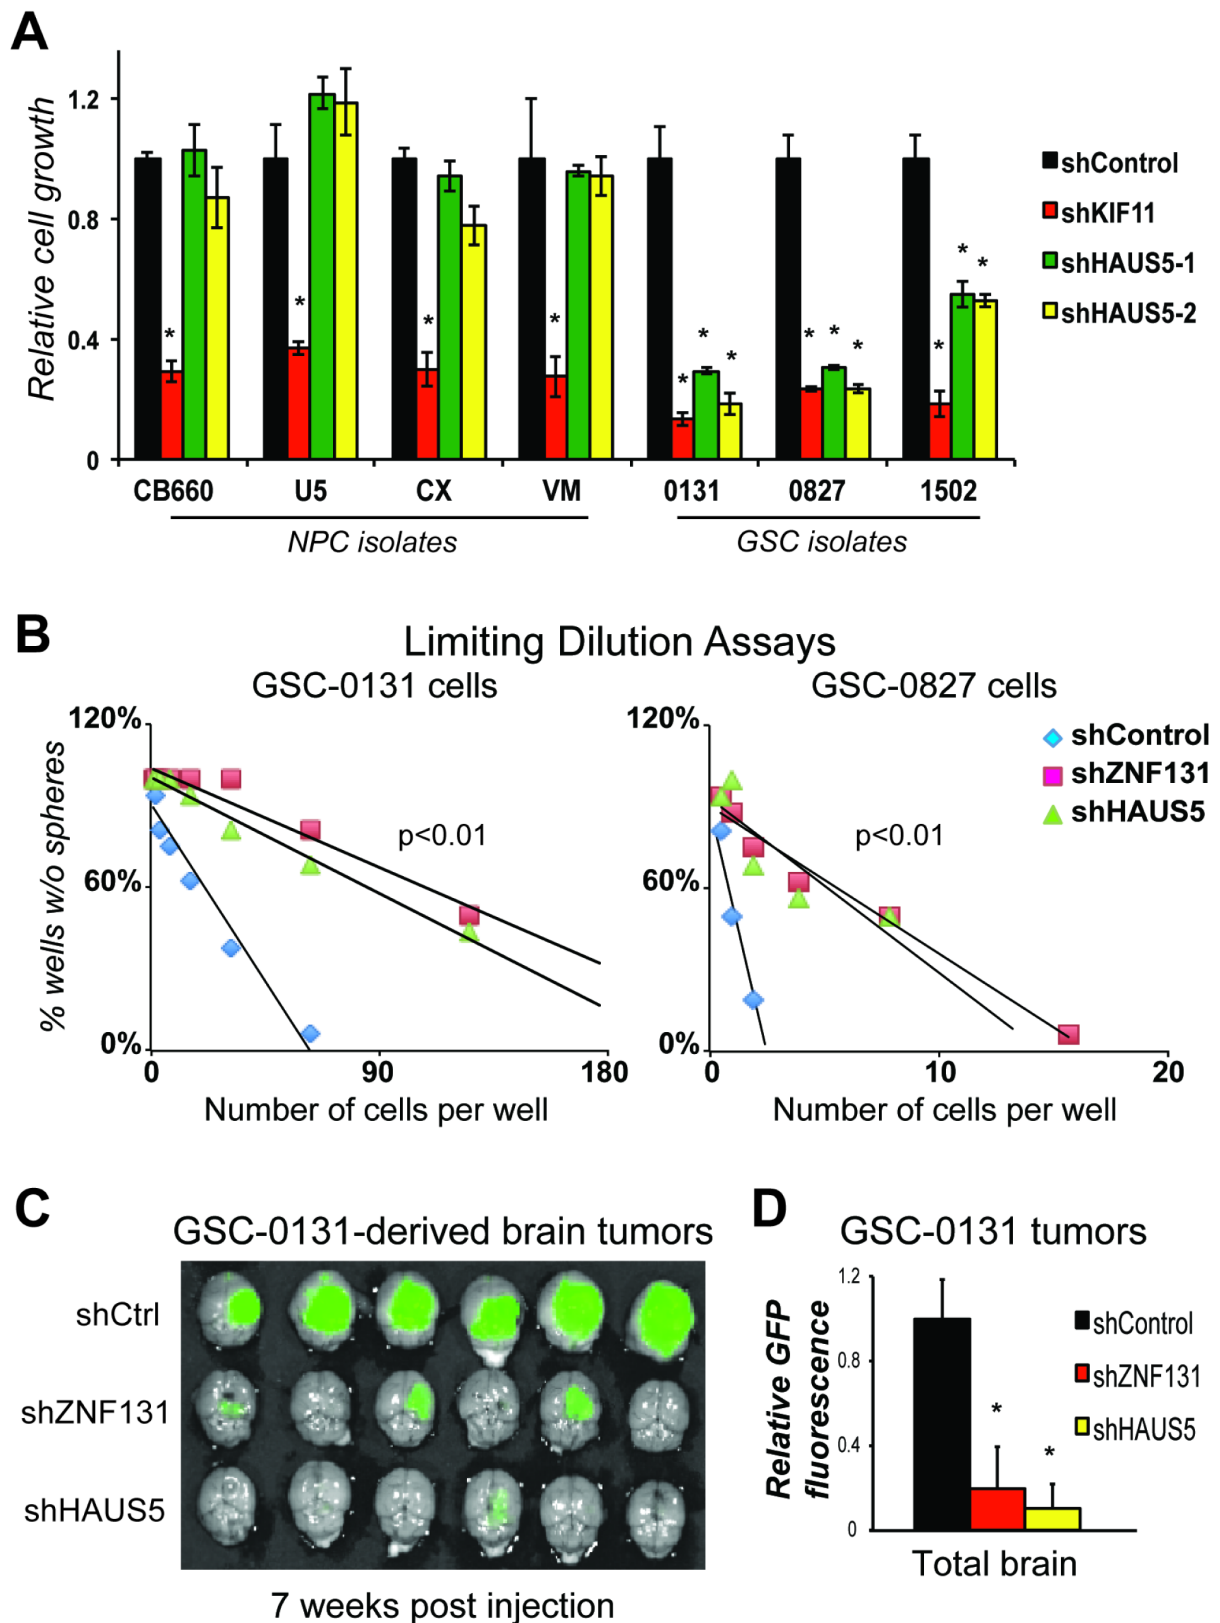 A
Relative cell growth
1.2
0.8
0.4
0
* * * * * * * * * * * * *
shControl
shKIF11
shHAUS5-1
shHAUS5-2
CB660 U5 CX VM 0131 0827 1502
NPC isolates GSC isolates
B
Limiting Dilution Assays
GSC-0131 cells GSC-0827 cells
% wells w/o spheres
120%
60%
0%
p<0.01
0 90 180
Number of cells per well
120%
60%
0%
p<0.01
0 10 20
Number of cells per well
shControl
shZNF131
shHAUS5
C
GSC-0131-derived brain tumors
shCtrl
shZNF131
shHAUS5
7 weeks post injection
D
GSC-0131 tumors
Relative GFP
fluorescence
1.2
0.8
0.4
0
* *
shControl
shZNF131
shHAUS5
Total brain